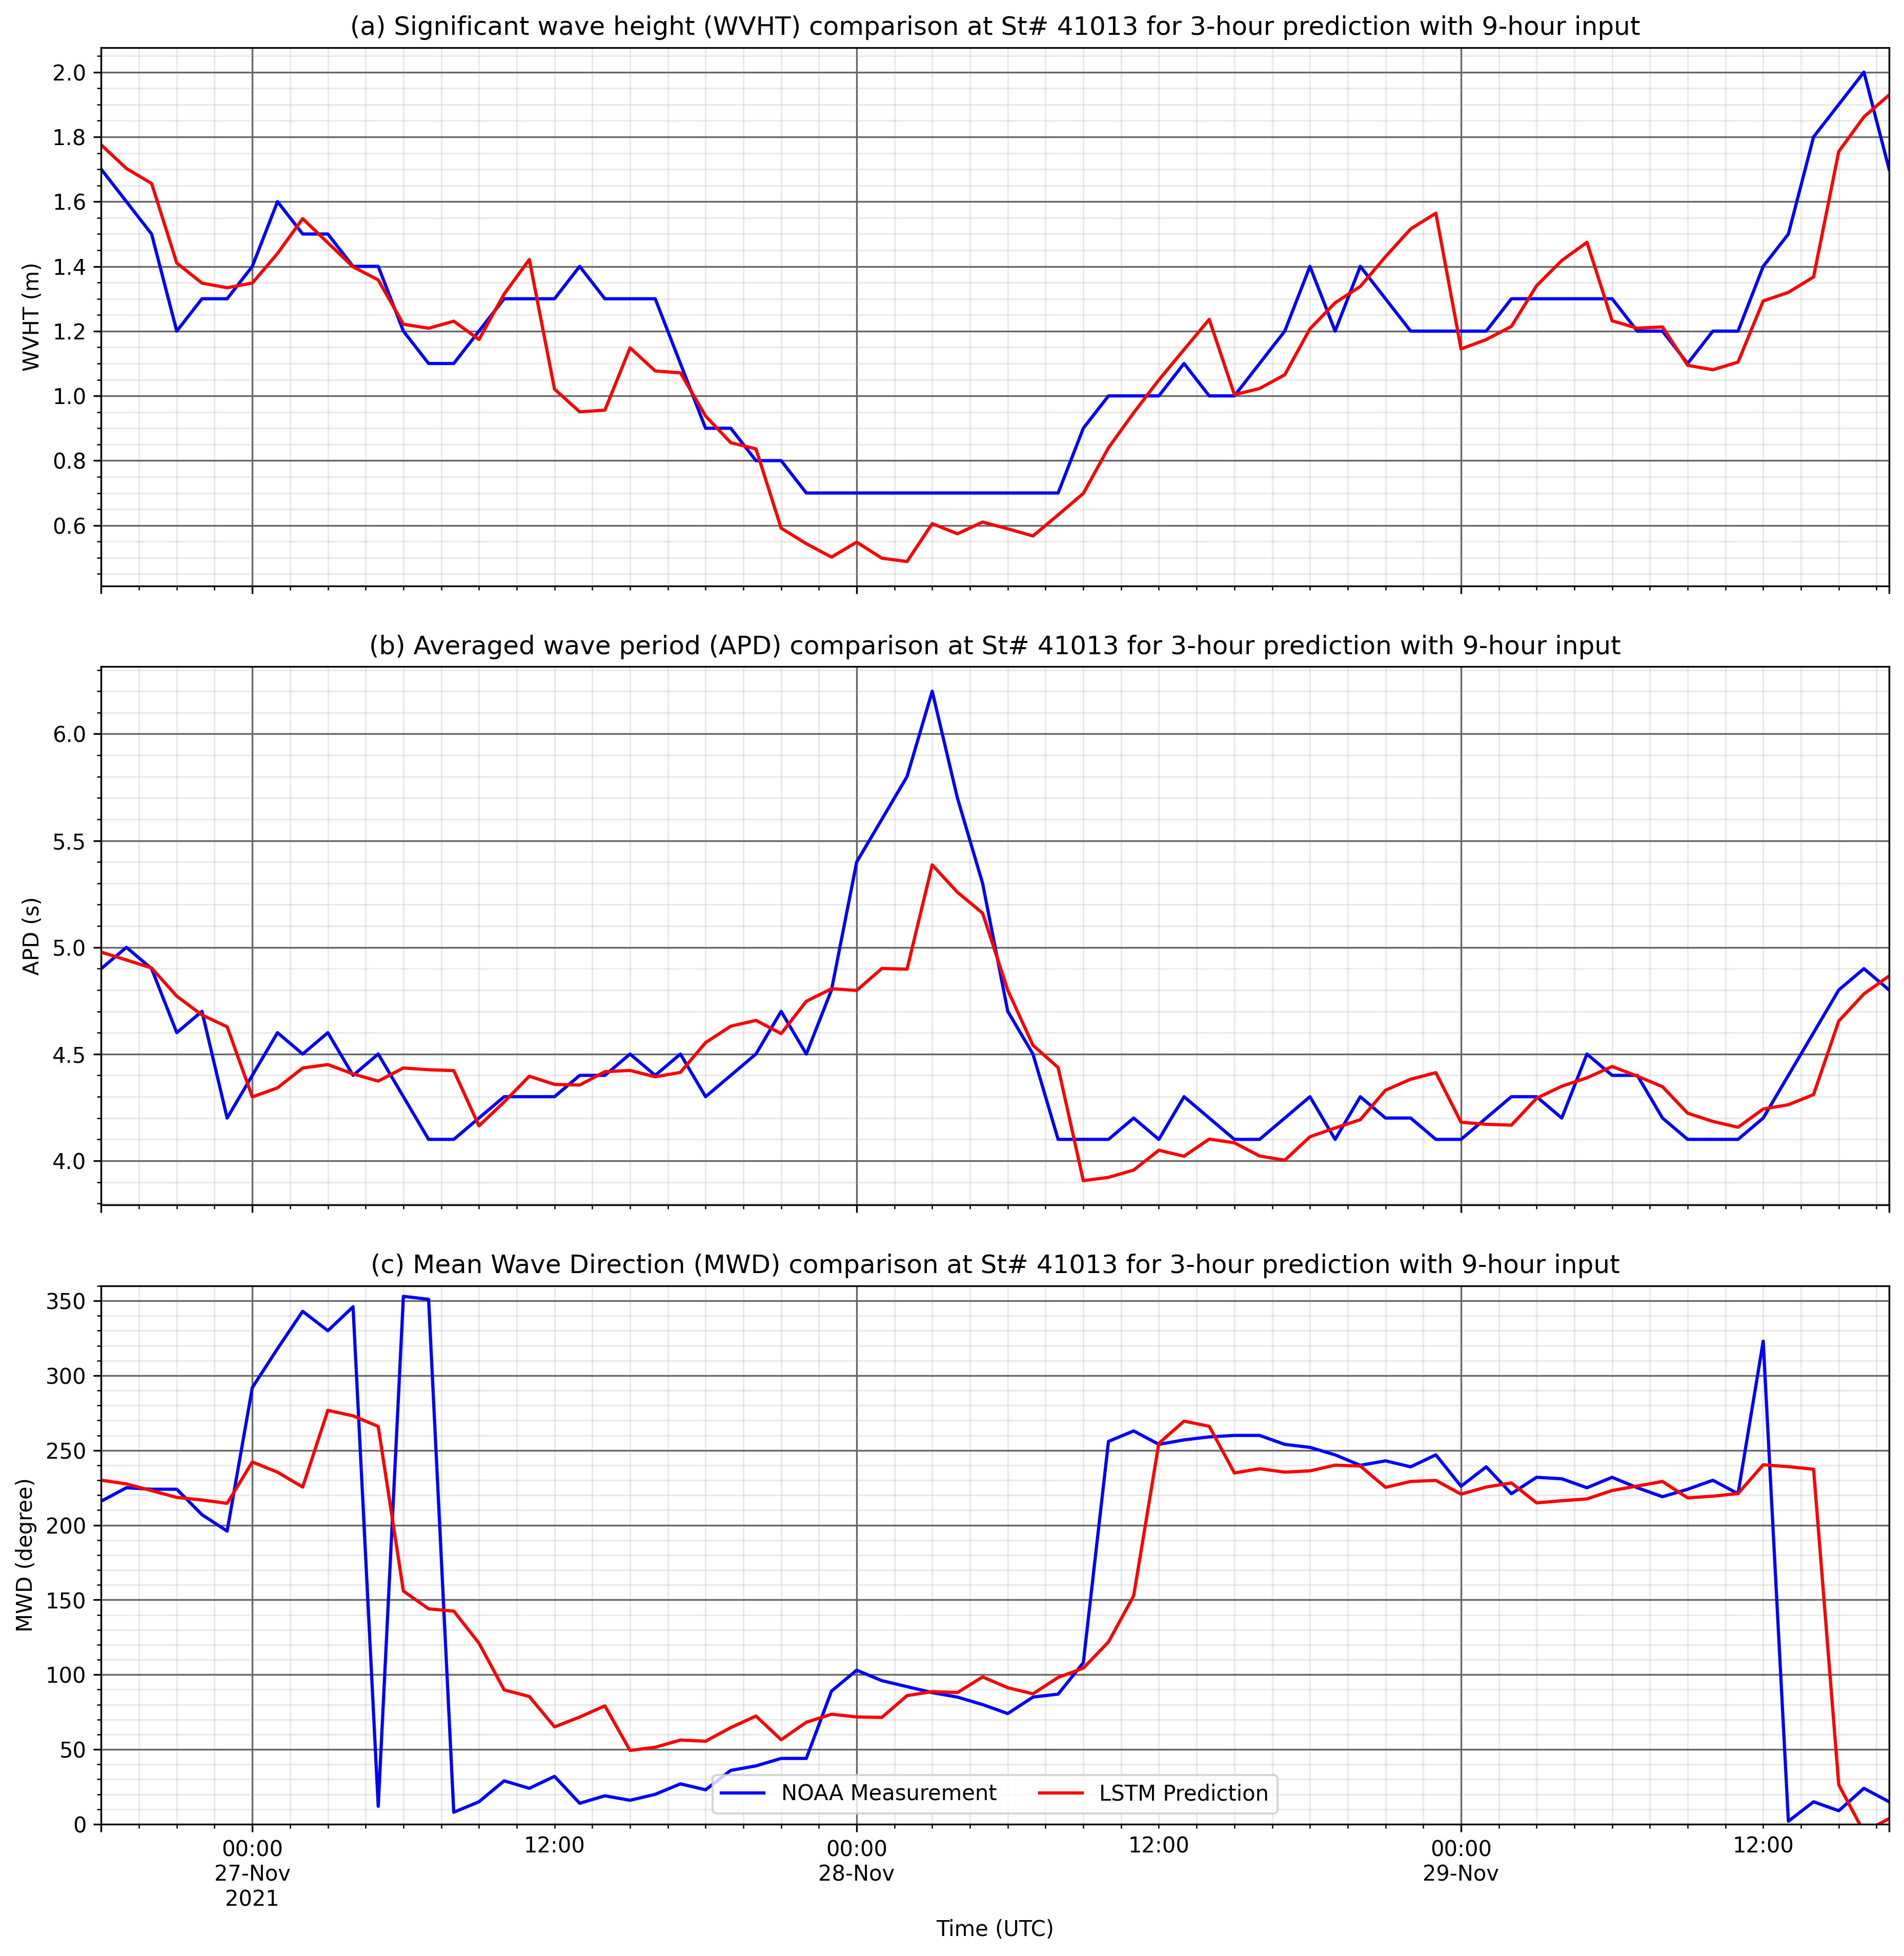 (a) Significant wave height (WVHT) comparison at St# 41013 for 3-hour prediction with 9-hour input
2.0
1.8
1.6
1.4
1.2
1.0
0.8
0.6
WVHT (m)
(b) Averaged wave period (APD) comparison at St# 41013 for 3-hour prediction with 9-hour input
6.0
5.5
5.0
4.5
4.0
APD (s)
(c) Mean Wave Direction (MWD) comparison at St# 41013 for 3-hour prediction with 9-hour input
350
300
250
200
150
100
50
0
MWD (degree)
NOAA Measurement LSTM Prediction
00:00 12:00 00:00 12:00 00:00 12:00
27-Nov 28-Nov 29-Nov
2021
Time (UTC)